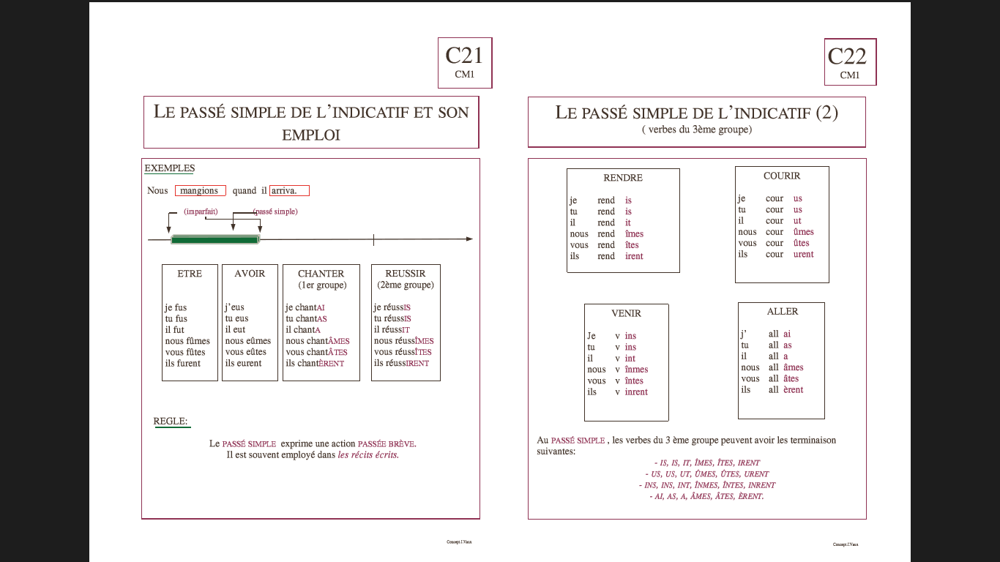 C21
CM1
LE PASSÉ SIMPLE DE L'INDICATIF ET SON
EMPLOI
EXEMPLES
Nous mangions quand il arriva.
(imparfait) (passé simple)
ETRE
je fus
tu fus
il fut
nous fûmes
vous fûtes
ils furent
AVOIR
j'eus
tu eus
il eut
nous eûmes
vous eûtes
ils eurent
CHANTER
(1er groupe)
je chantAI
tu chantAS
il chantA
nous chantÂMES
vous chantÂTES
ils chantÈRENT
REUSSIR
(2ème groupe)
je réussIS
tu réussIS
il réussIT
nous réussÎMES
vous réussÎTES
ils réussIRENT
REGLE:
Le PASSÉ SIMPLE exprime une action PASSÉE BRÈVE.
Il est souvent employé dans les récits écrits.
Concept J.Vaux
C22
CM1
LE PASSÉ SIMPLE DE L'INDICATIF (2)
( verbes du 3ème groupe)
RENDRE
je rend is
tu rend is
il rend it
nous rend îmes
vous rend îtes
ils rend irent
COURIR
je cour us
tu cour us
il cour ut
nous cour ûmes
vous cour ûtes
ils cour urent
VENIR
Je v ins
tu v ins
il v int
nous v înmes
vous v întes
ils v inrent
ALLER
j' all ai
tu all as
il all a
nous all âmes
vous all âtes
ils all èrent
Au PASSÉ SIMPLE , les verbes du 3 ème groupe peuvent avoir les terminaison
suivantes:
- IS, IS, IT, ÎMES, ÎTES, IRENT
- US, US, UT, ÛMES, ÛTES, URENT
- INS, INS, INT, ÎNMES, ÎNTES, INRENT
- AI, AS, A, ÂMES, ÂTES, ÈRENT.
Concept J.Vaux